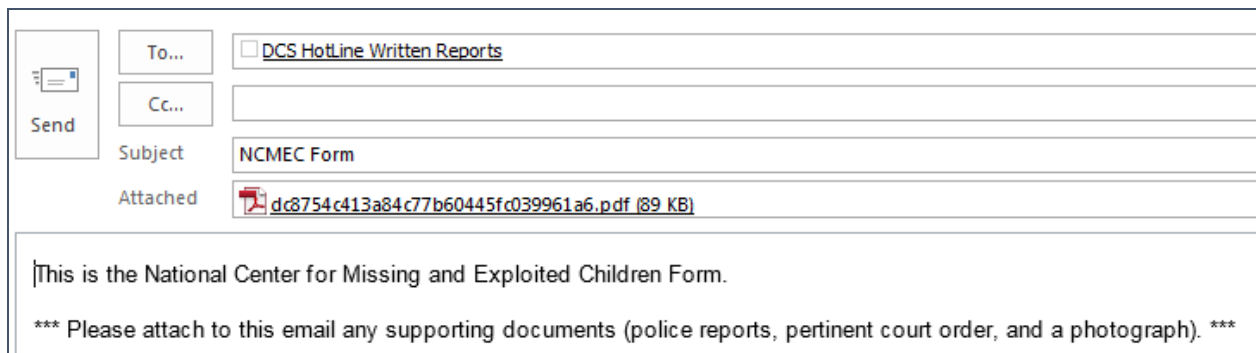 To...
DCS HotLine Written Reports
Cc...
Send
Subject
NCMEC Form
Attached
dc8754c413a84c77b60445fc039961a6.pdf (89 KB)
This is the National Center for Missing and Exploited Children Form.
*** Please attach to this email any supporting documents (police reports, pertinent court order, and a photograph). ***